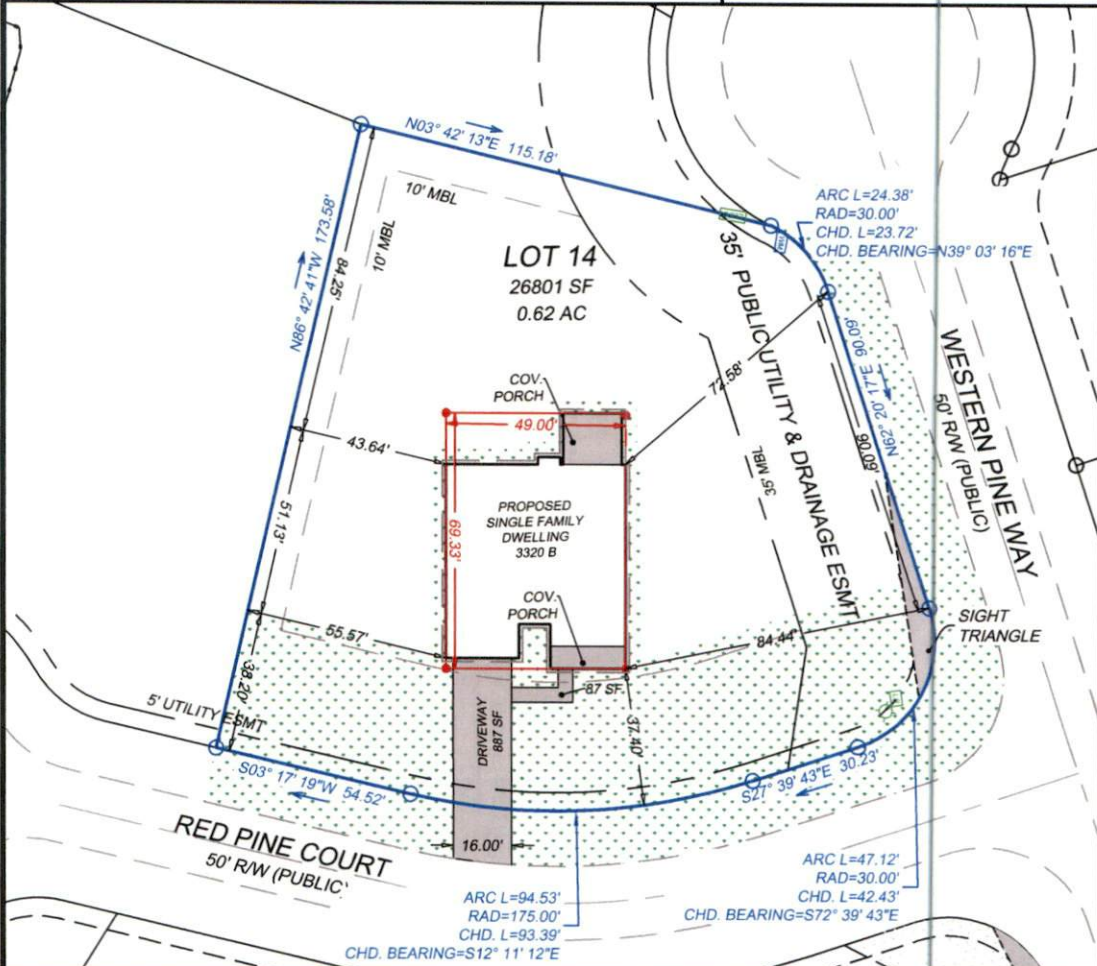 N03° 42' 13"E 115.18'
ARC L=24.38'
RAD=30.00'
CHD. L=23.72'
CHD. BEARING=N39° 03' 16"E
10' MBL
10' MBL
N86° 42' 41"W 173.58'
84.25'
LOT 14
26801 SF
0.62 AC
35' PUBLIC UTILITY & DRAINAGE ESMT
N62° 20' 17"E 90.09'
WESTERN PINE WAY
50' R/W (PUBLIC)
COV.
PORCH
72.58'
49.00'
43.64'
90.09'
35' MBL
PROPOSED
SINGLE FAMILY
DWELLING
3320 B
69.33'
51.13'
COV.
PORCH
55.57'
84.44'
SIGHT
TRIANGLE
38.20'
5' UTILITY ESMT
87 SF
DRIVEWAY
887 SF
37.40'
S03° 17' 19"W 54.52'
S27° 39' 43"E 30.23'
RED PINE COURT
50' R/W (PUBLIC)
16.00'
ARC L=94.53'
RAD=175.00'
CHD. L=93.39'
CHD. BEARING=S12° 11' 12"E
ARC L=47.12'
RAD=30.00'
CHD. L=42.43'
CHD. BEARING=S72° 39' 43"E